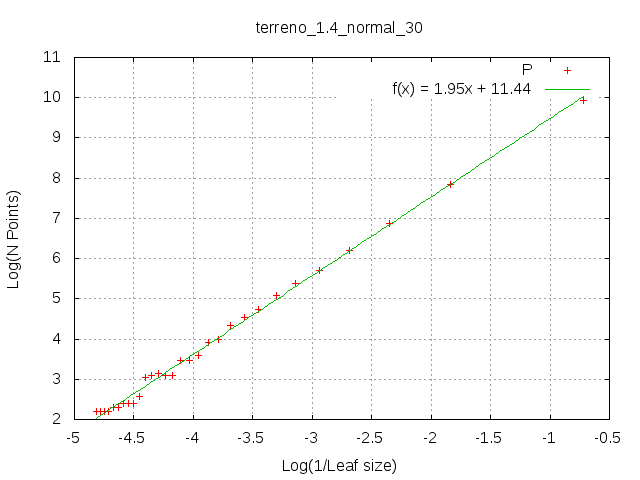 terreno_1.4_normal_30
11
10
9
8
7
6
5
4
3
2
Log(N Points)
P
f(x) = 1.95x + 11.44
-5 -4.5 -4 -3.5 -3 -2.5 -2 -1.5 -1 -0.5
Log(1/Leaf size)